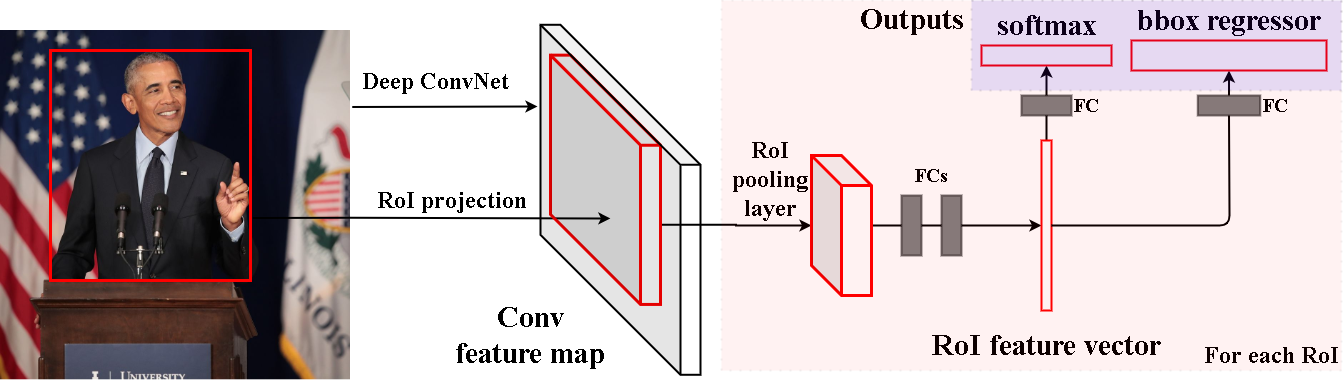 Outputs
softmax
bbox regressor
Deep ConvNet
FC
FC
RoI
pooling
layer
FCs
RoI projection
ILLINOIS
Conv
feature map
RoI feature vector
For each RoI
I UNIVERSITY